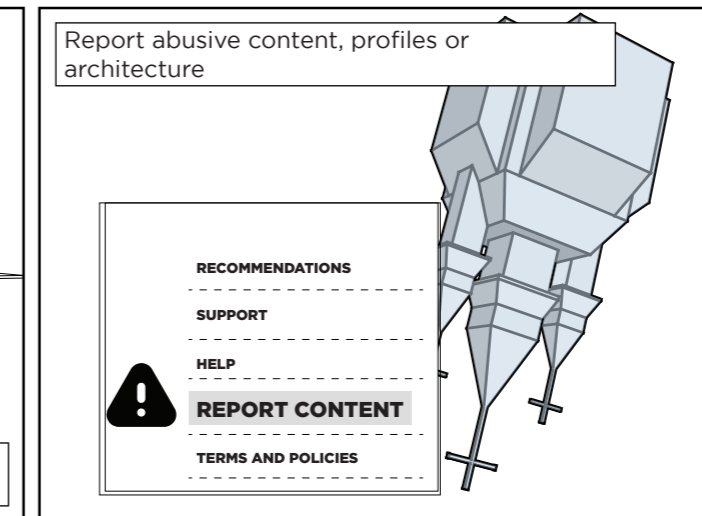 Report abusive content, profiles or
architecture
RECOMMENDATIONS
SUPPORT
HELP
REPORT CONTENT
TERMS AND POLICIES